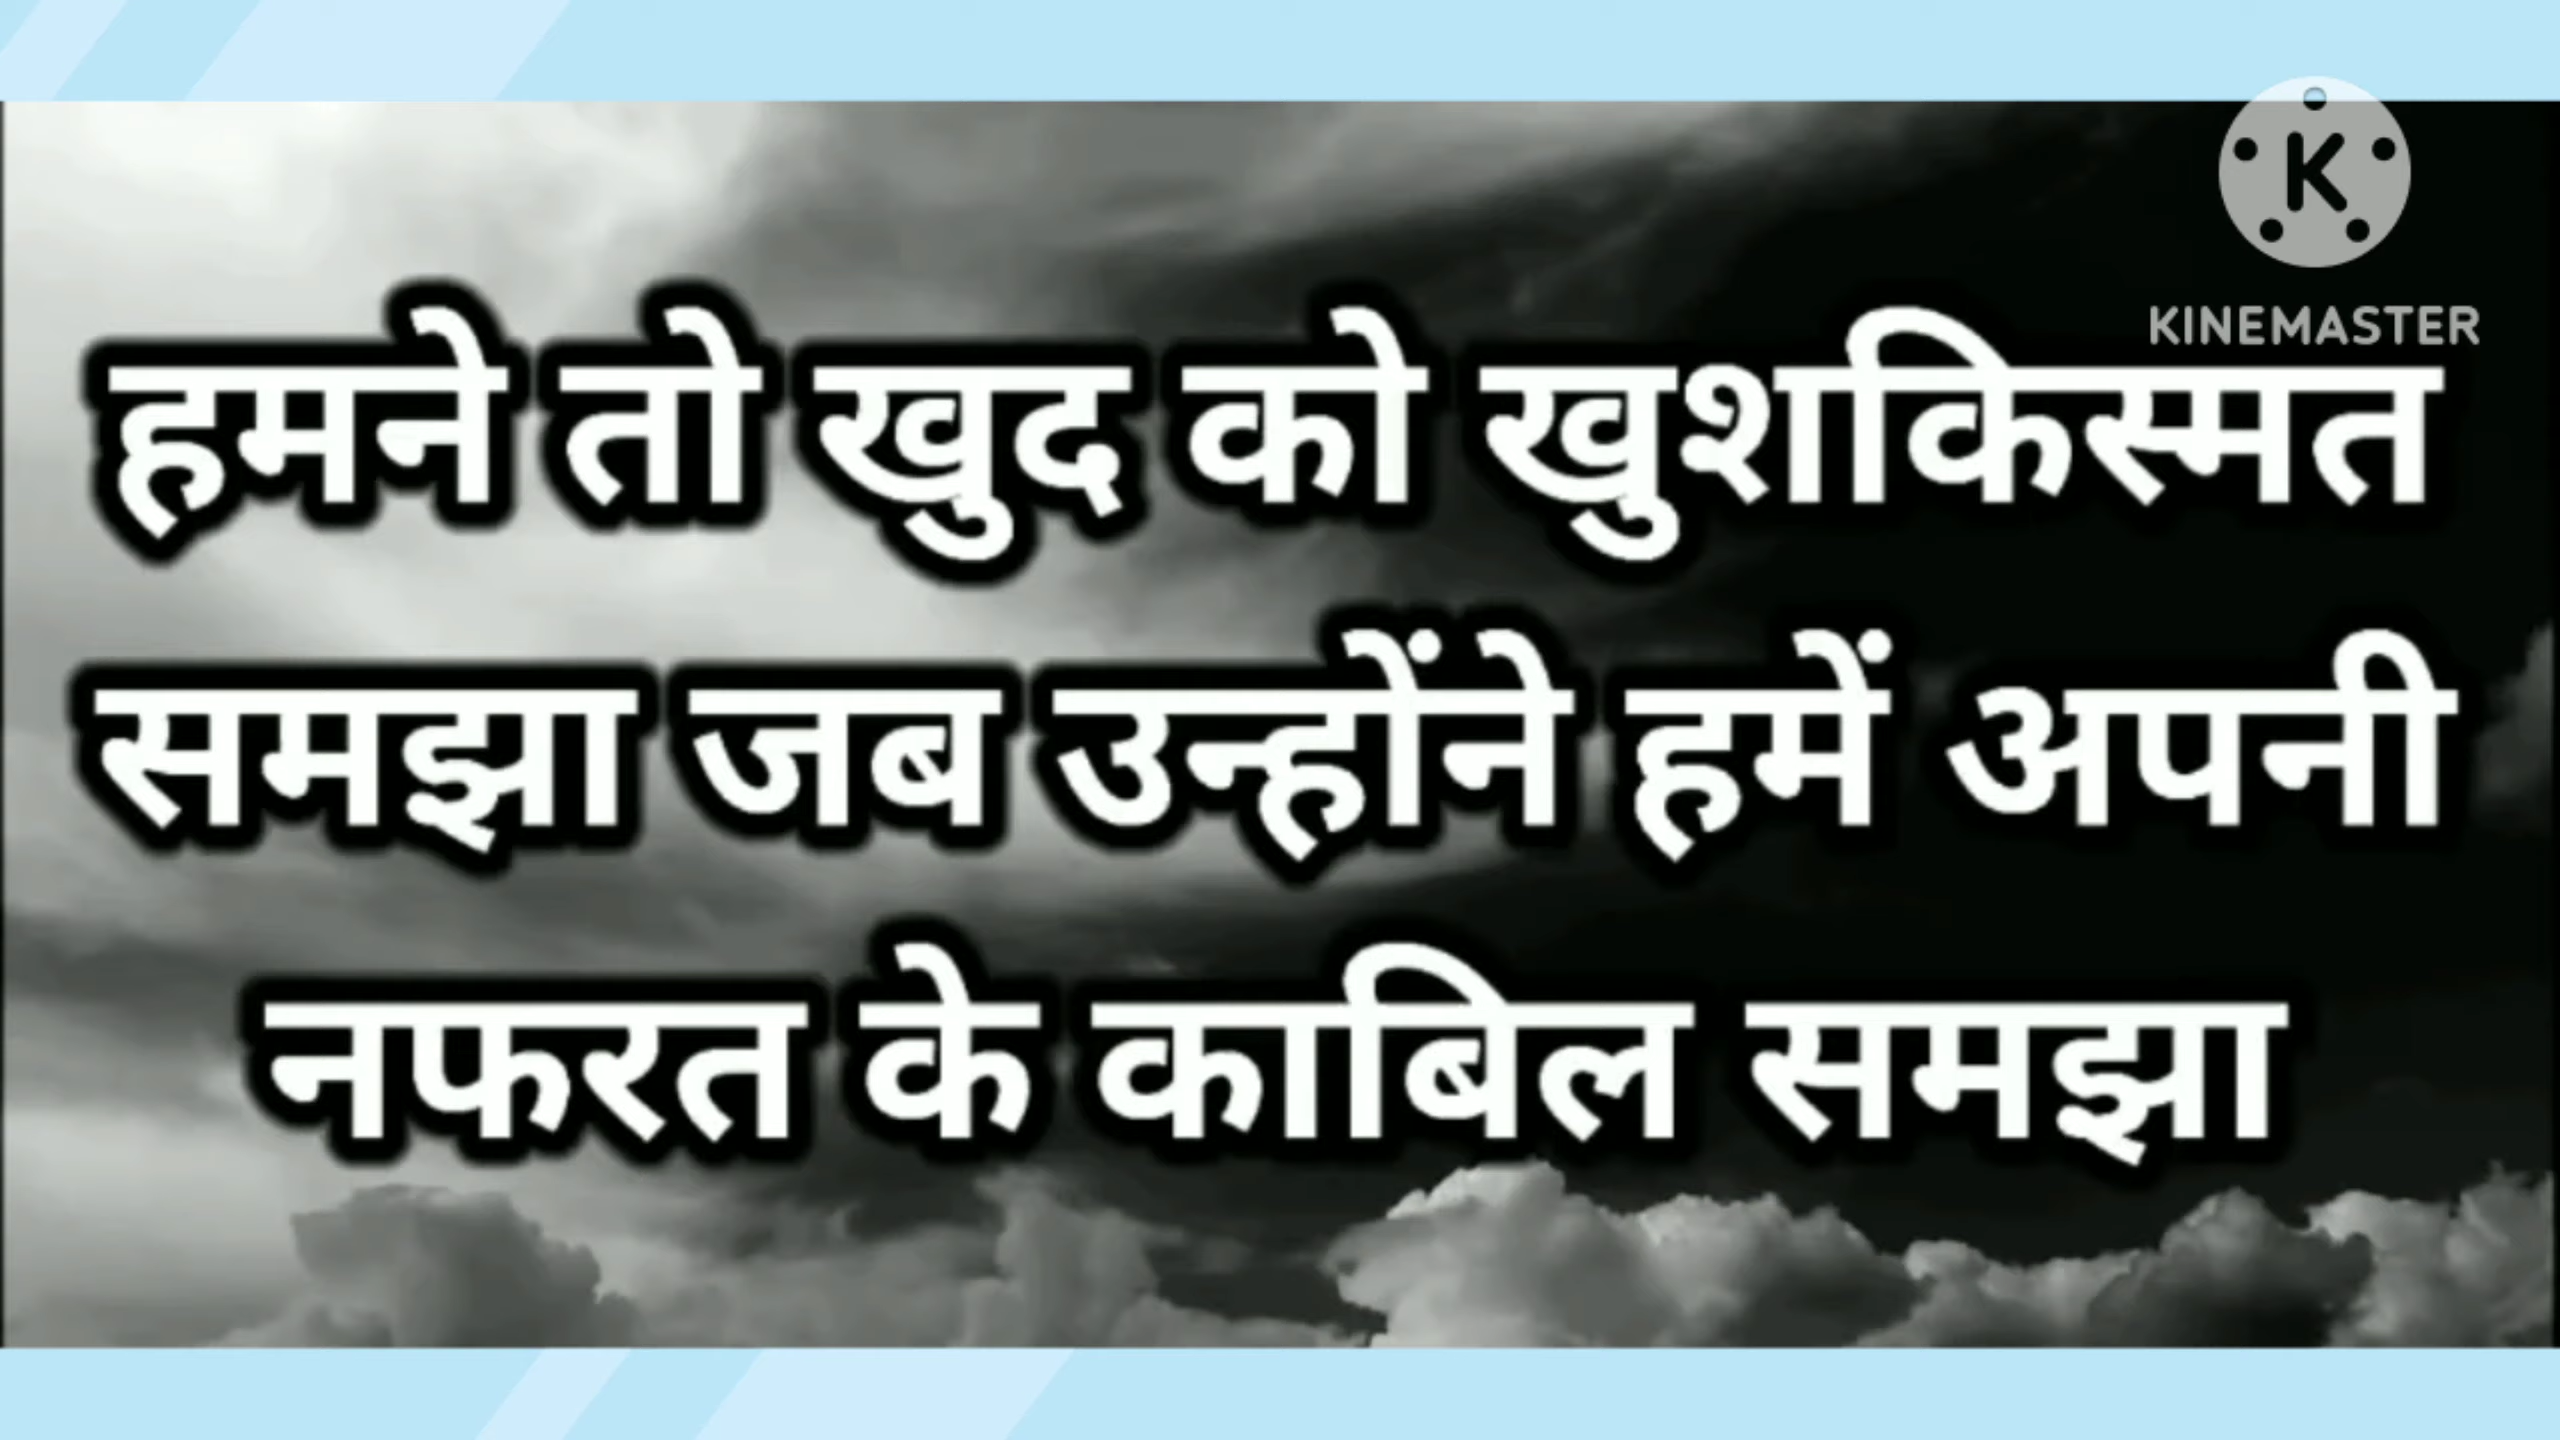 KINEMASTER
हमने तो खुद को खुशकिस्मत
समझा जब उन्होंने हमें अपनी
नफरत के काबिल समझा